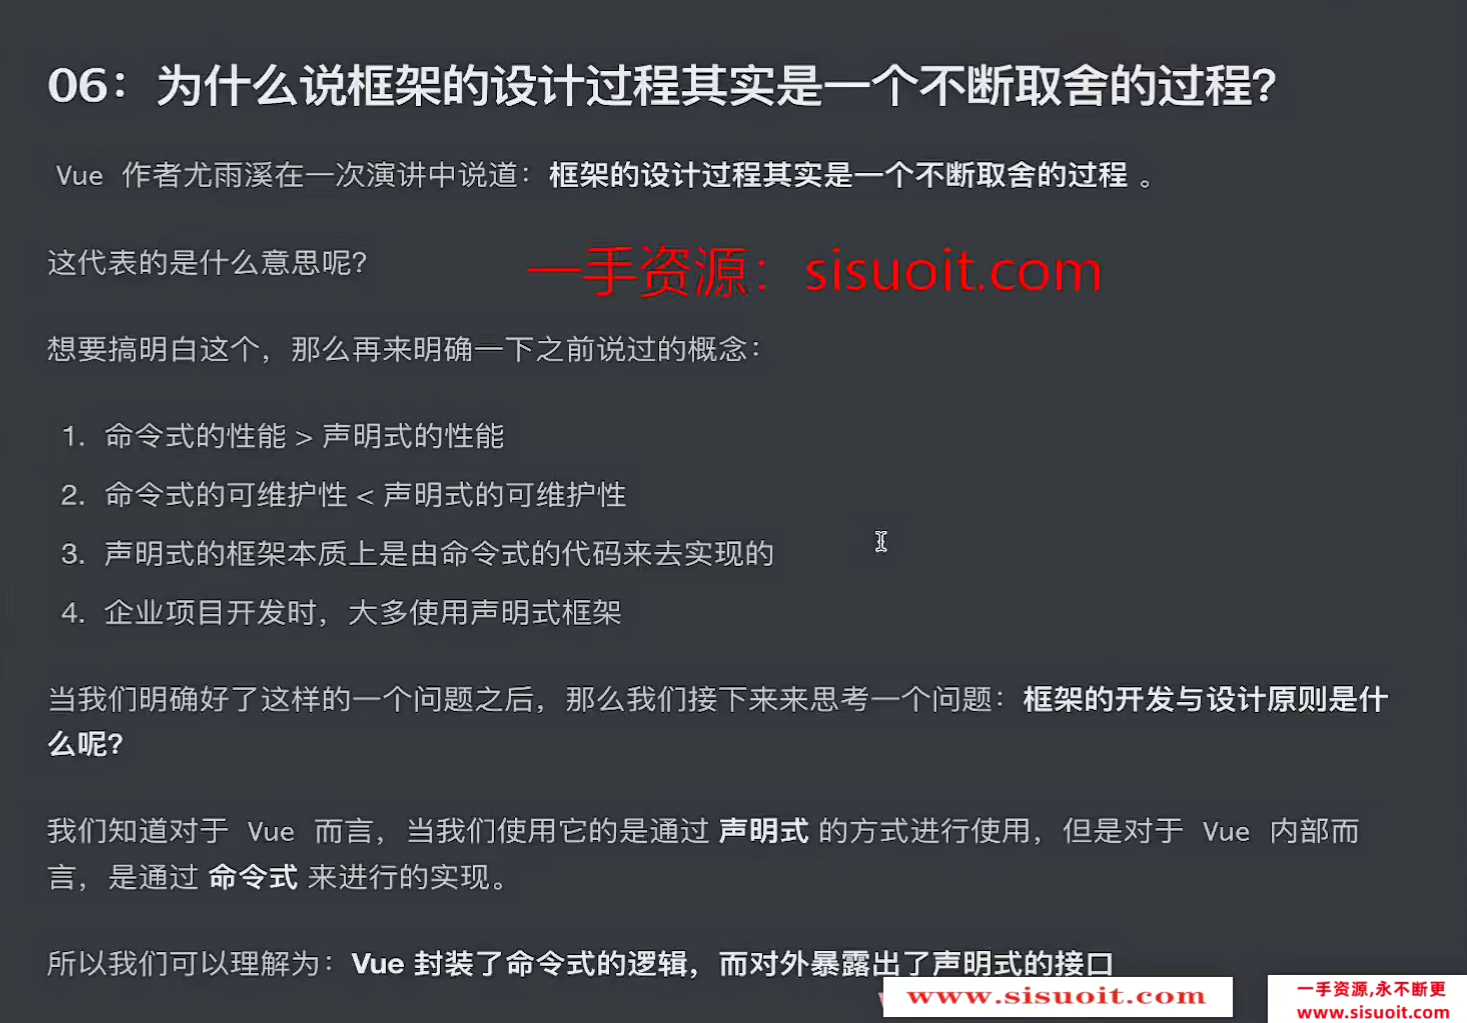 06：为什么说框架的设计过程其实是一个不断取舍的过程？
Vue 作者尤雨溪在一次演讲中说道：框架的设计过程其实是一个不断取舍的过程 。
这代表的是什么意思呢？
一手资源：sisuoit.com
想要搞明白这个，那么再来明确一下之前说过的概念：
1. 命令式的性能 > 声明式的性能
2. 命令式的可维护性 < 声明式的可维护性
3. 声明式的框架本质上是由命令式的代码来去实现的
4. 企业项目开发时，大多使用声明式框架
当我们明确好了这样的一个问题之后，那么我们接下来来思考一个问题：框架的开发与设计原则是什
么呢？
我们知道对于 Vue 而言，当我们使用它的是通过 声明式 的方式进行使用，但是对于 Vue 内部而
言，是通过 命令式 来进行的实现。
所以我们可以理解为：Vue 封装了命令式的逻辑，而对外暴露出了声明式的接口
www.sisuoit.com
一手资源,永不断更
www.sisuoit.com